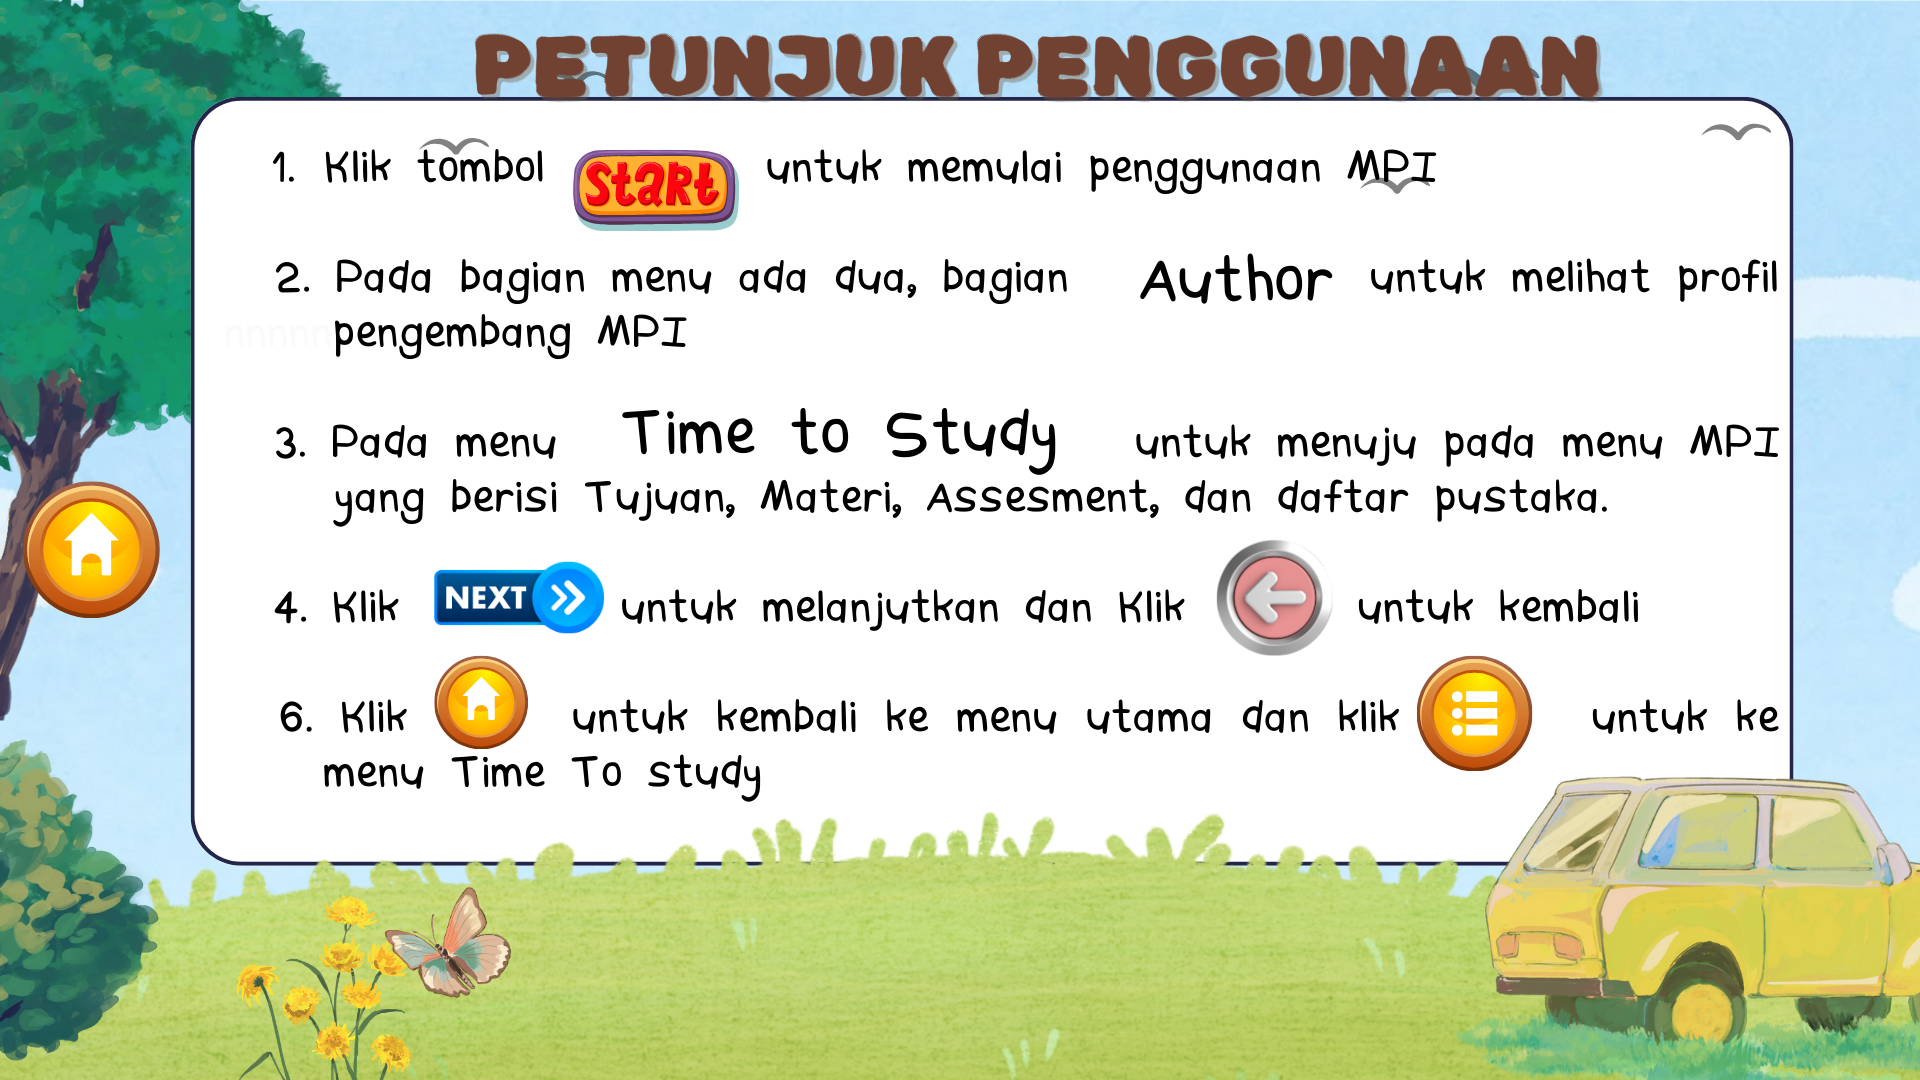 PETUNJUK PENGGUNAAN
1. Klik tombol START untuk memulai penggunaan MPI
2. Pada bagian menu ada dua, bagian Author untuk melihat profil
nnnnnpengembang MPI
3. Pada menu Time to Study untuk menuju pada menu MPI
yang berisi Tujuan, Materi, Assesment, dan daftar pustaka.
4. Klik NEXT untuk melanjutkan dan Klik untuk kembali
6. Klik untuk kembali ke menu utama dan klik untuk ke
menu Time To study